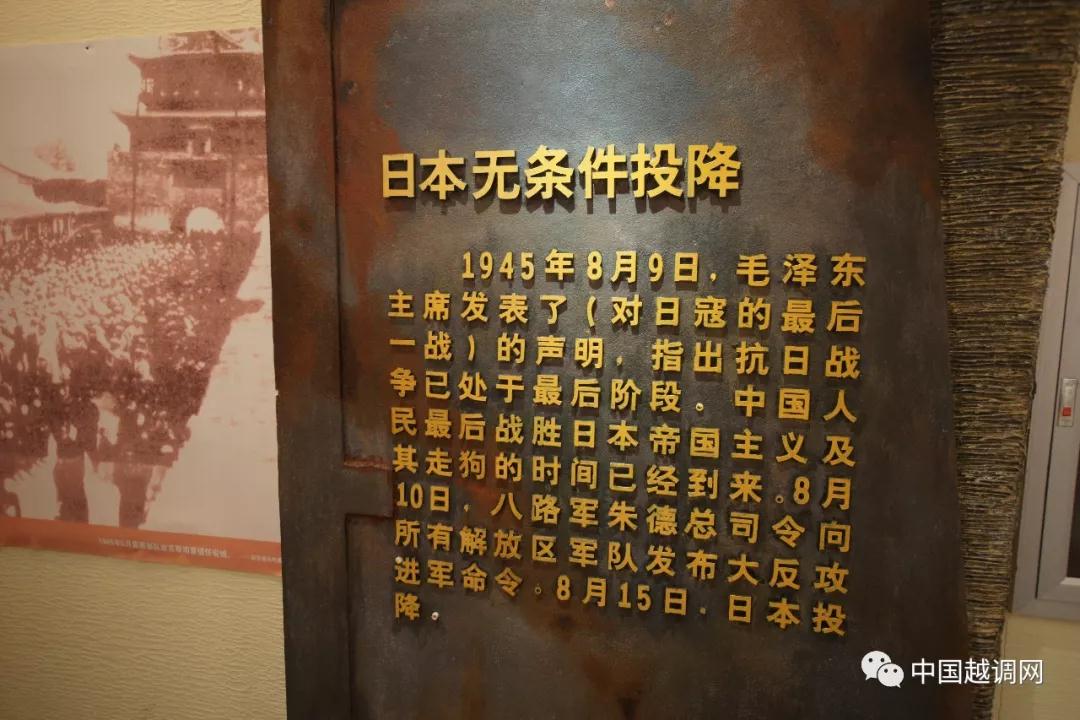 日本无条件投降
1945年8月9日，毛泽东
主席发表了(对日寇的最后
一战)的声明，指出抗日战
争已处于最后阶段。中国人
民最后战胜日本帝国主义及
其走狗的时间已经到来。8月
10日，八路军朱德总司令向
所有解放区军队发布大反攻
进军命令。8月15日．日本投
降。
中国越调网